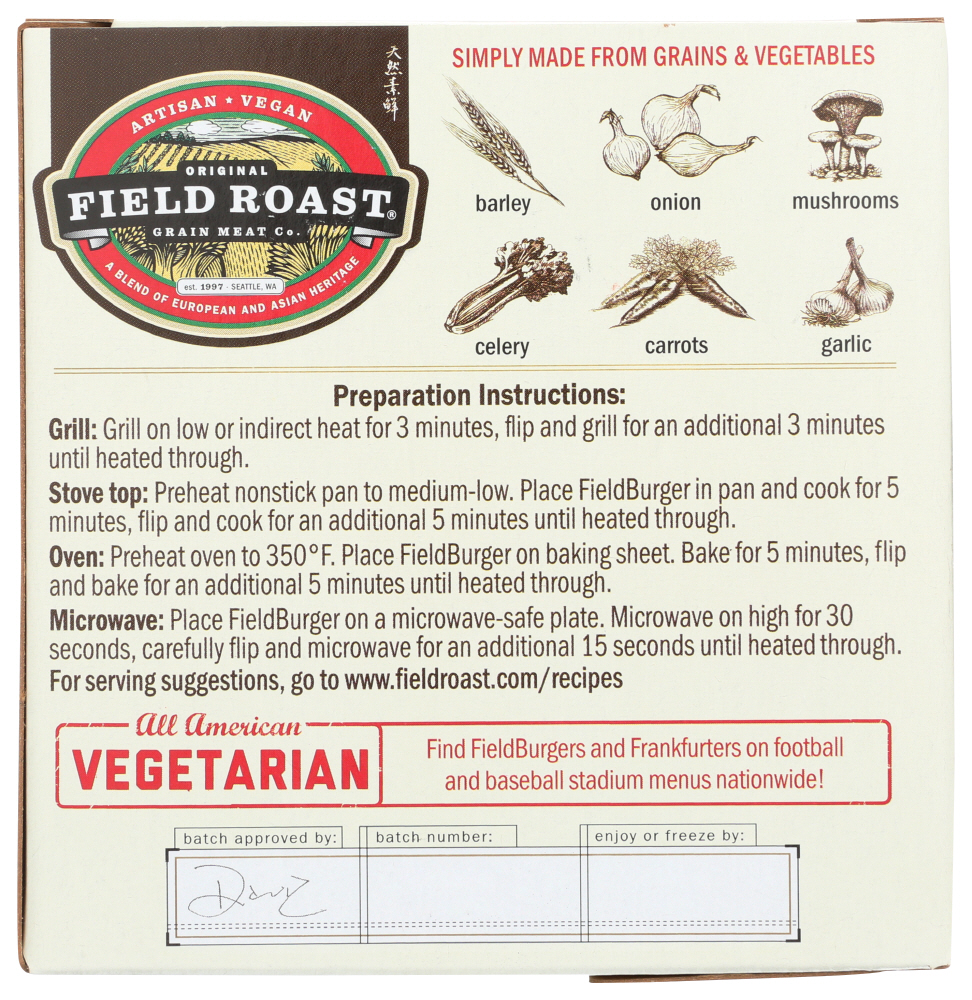 天然素鮮
ARTISAN ★ VEGAN
ORIGINAL
FIELD ROAST®
GRAIN MEAT Co.
est. 1997 - SEATTLE, WA
A BLEND OF EUROPEAN AND ASIAN HERITAGE
SIMPLY MADE FROM GRAINS & VEGETABLES
barley
onion
mushrooms
celery
carrots
garlic
Preparation Instructions:
Grill: Grill on low or indirect heat for 3 minutes, flip and grill for an additional 3 minutes
until heated through.
Stove top: Preheat nonstick pan to medium-low. Place FieldBurger in pan and cook for 5
minutes, flip and cook for an additional 5 minutes until heated through.
Oven: Preheat oven to 350°F. Place FieldBurger on baking sheet. Bake for 5 minutes, flip
and bake for an additional 5 minutes until heated through.
Microwave: Place FieldBurger on a microwave-safe plate. Microwave on high for 30
seconds, carefully flip and microwave for an additional 15 seconds until heated through.
For serving suggestions, go to www.fieldroast.com/recipes
All American
VEGETARIAN
Find FieldBurgers and Frankfurters on football
and baseball stadium menus nationwide!
batch approved by:
batch number:
enjoy or freeze by: